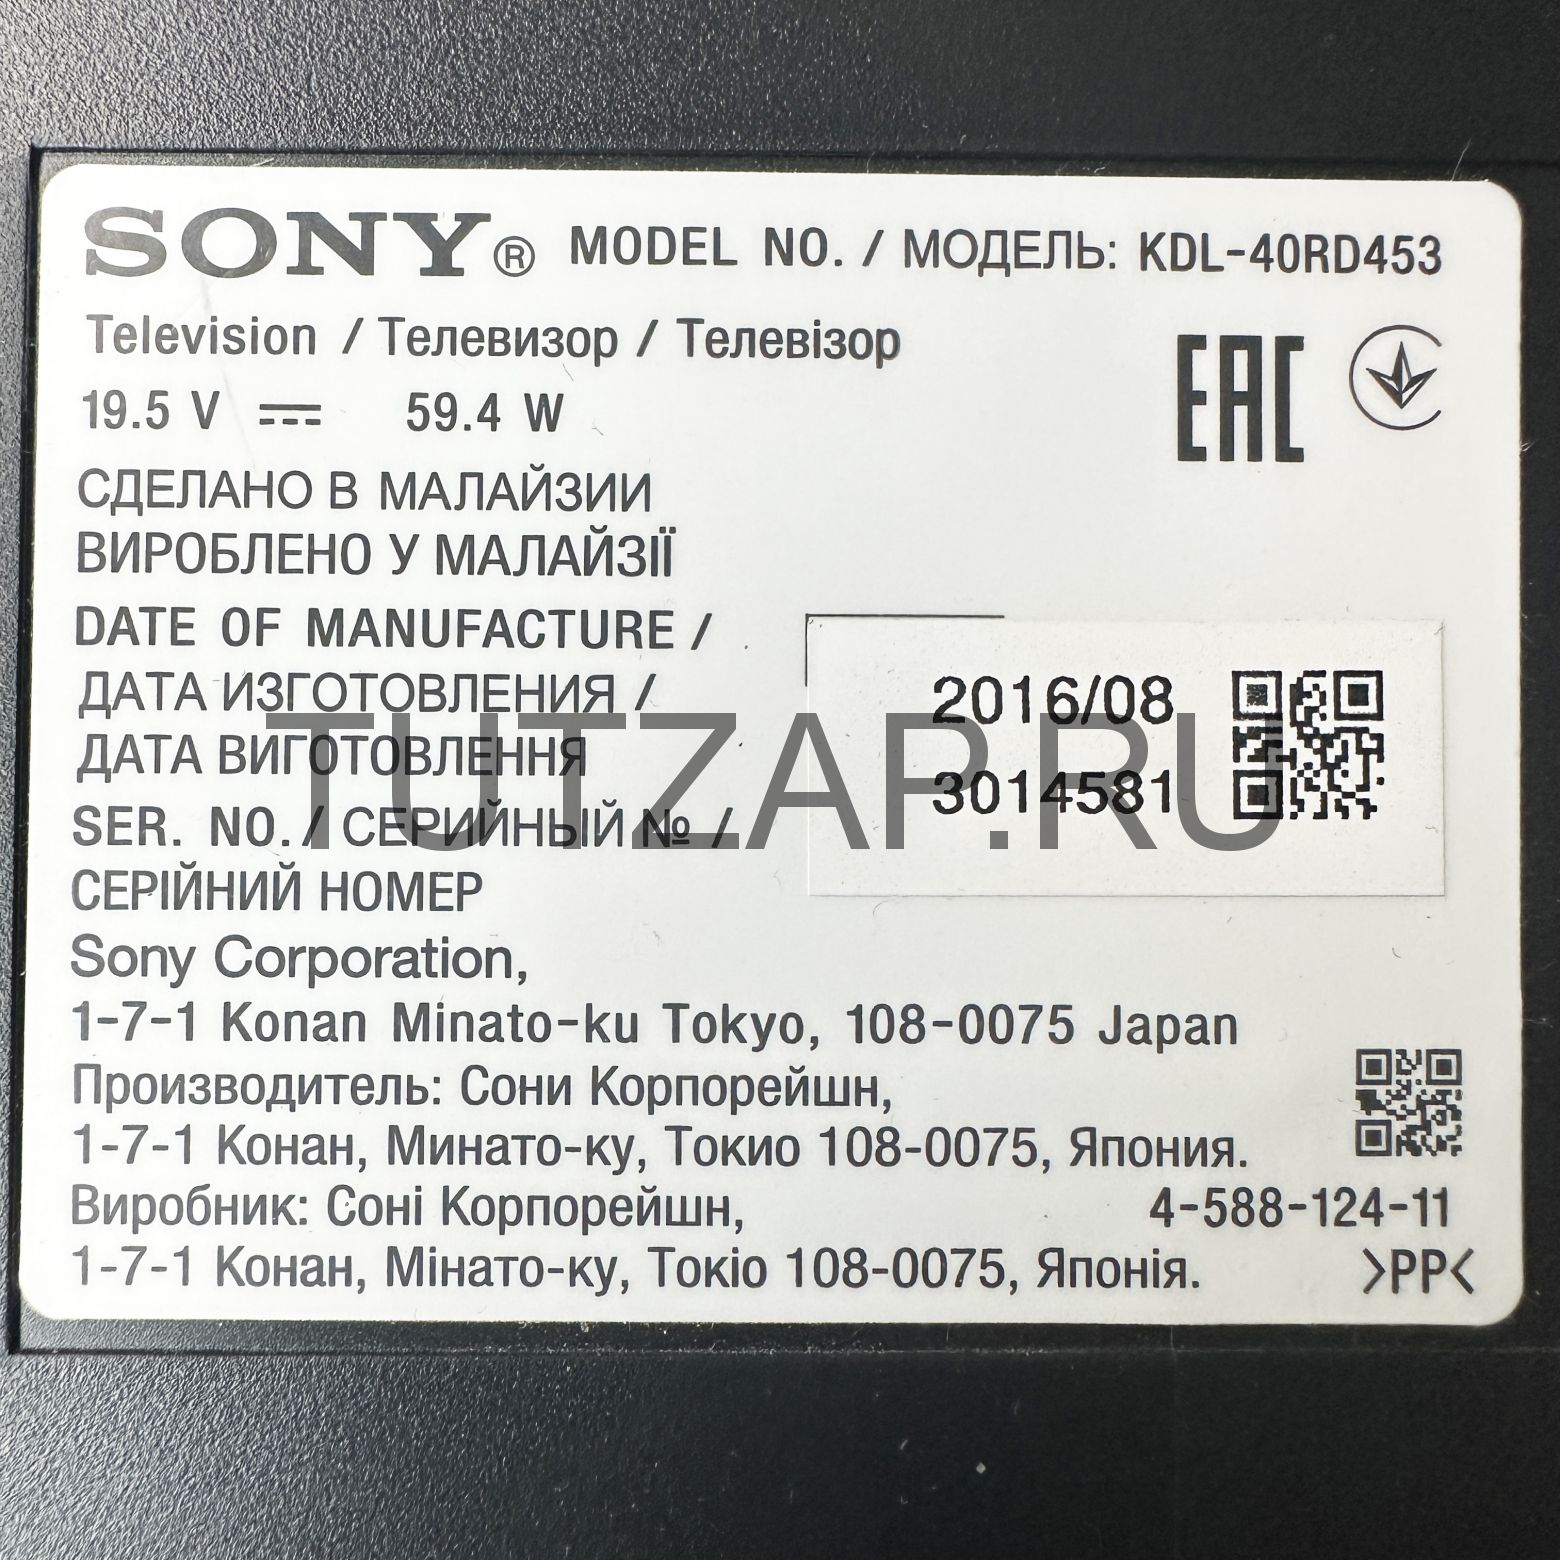 SONY® MODEL NO. / МОДЕЛЬ: KDL-40RD453
Television / Телевизор / Телевізор
19.5 V ⎓ 59.4 W
EAC
СДЕЛАНО В МАЛАЙЗИИ
ВИРОБЛЕНО У МАЛАЙЗІЇ
DATE OF MANUFACTURE /
ДАТА ИЗГОТОВЛЕНИЯ /
ДАТА ВИГОТОВЛЕННЯ
2016/08
SER. NO. / СЕРИЙНЫЙ № /
СЕРІЙНИЙ НОМЕР
3014581
TUTZAP.RU
Sony Corporation,
1-7-1 Konan Minato-ku Tokyo, 108-0075 Japan
Производитель: Сони Корпорейшн,
1-7-1 Конан, Минато-ку, Токио 108-0075, Япония.
Виробник: Соні Корпорейшн,
1-7-1 Конан, Мінато-ку, Токіо 108-0075, Японія.
4-588-124-11
>PP<